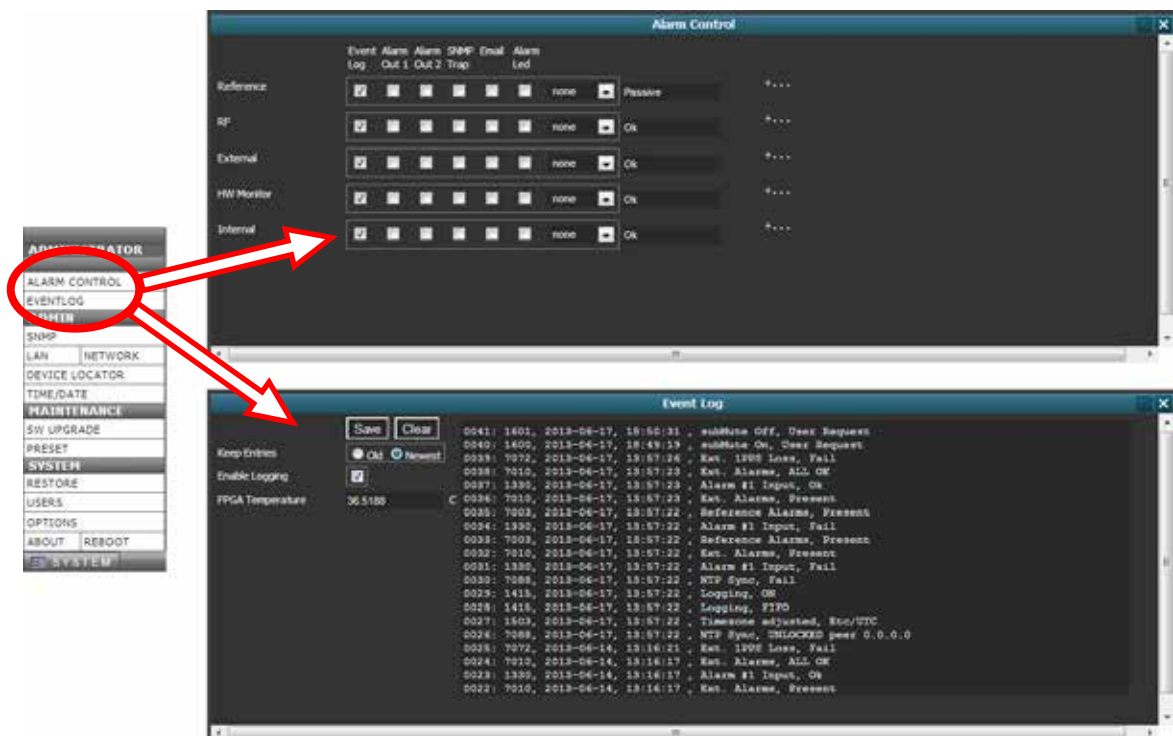 Alarm Control
Event Alarm Alarm SNMP Email Alarm
Log Out 1 Out 2 Trap Led
Reference none Passive +...
RF none Ok +...
External none Ok +...
HW Monitor none Ok +...
Internal none Ok +...
ALARM CONTROL
EVENTLOG
ADMIN
SNMP
LAN NETWORK
DEVICE LOCATOR
TIME/DATE
MAINTENANCE
SW UPGRADE
PRESET
SYSTEM
RESTORE
USERS
OPTIONS
ABOUT REBOOT
SYSTEM
Event Log
Save Clear
Keep Entries Old Newest
Enable Logging
FPGA Temperature 36.5188 C
0041: 1601, 2013-06-17, 18:50:31 , subMute Off, User Request
0040: 1600, 2013-06-17, 18:49:19 , subMute On, User Request
0039: 7072, 2013-06-17, 13:57:26 , Ext. 1PPS Loss, Fail
0038: 7010, 2013-06-17, 13:57:23 , Ext. Alarms, ALL OK
0037: 1330, 2013-06-17, 13:57:23 , Alarm #1 Input, Ok
0036: 7010, 2013-06-17, 13:57:23 , Ext. Alarms, Present
0035: 7003, 2013-06-17, 13:57:22 , Reference Alarms, Present
0034: 1330, 2013-06-17, 13:57:22 , Alarm #1 Input, Fail
0033: 7003, 2013-06-17, 13:57:22 , Reference Alarms, Present
0032: 7010, 2013-06-17, 13:57:22 , Ext. Alarms, Present
0031: 1330, 2013-06-17, 13:57:22 , Alarm #1 Input, Fail
0030: 7088, 2013-06-17, 13:57:22 , NTP Sync, Fail
0029: 1415, 2013-06-17, 13:57:22 , Logging, ON
0028: 1415, 2013-06-17, 13:57:22 , Logging, FIFO
0027: 1503, 2013-06-17, 13:57:22 , Timezone adjusted, Etc/UTC
0026: 7088, 2013-06-17, 13:57:22 , NTP Sync, UNLOCKED peer 0.0.0.0
0025: 7072, 2013-06-14, 13:16:21 , Ext. 1PPS Loss, Fail
0024: 7010, 2013-06-14, 13:16:17 , Ext. Alarms, ALL OK
0023: 1330, 2013-06-14, 13:16:17 , Alarm #1 Input, Ok
0022: 7010, 2013-06-14, 13:16:17 , Ext. Alarms, Present